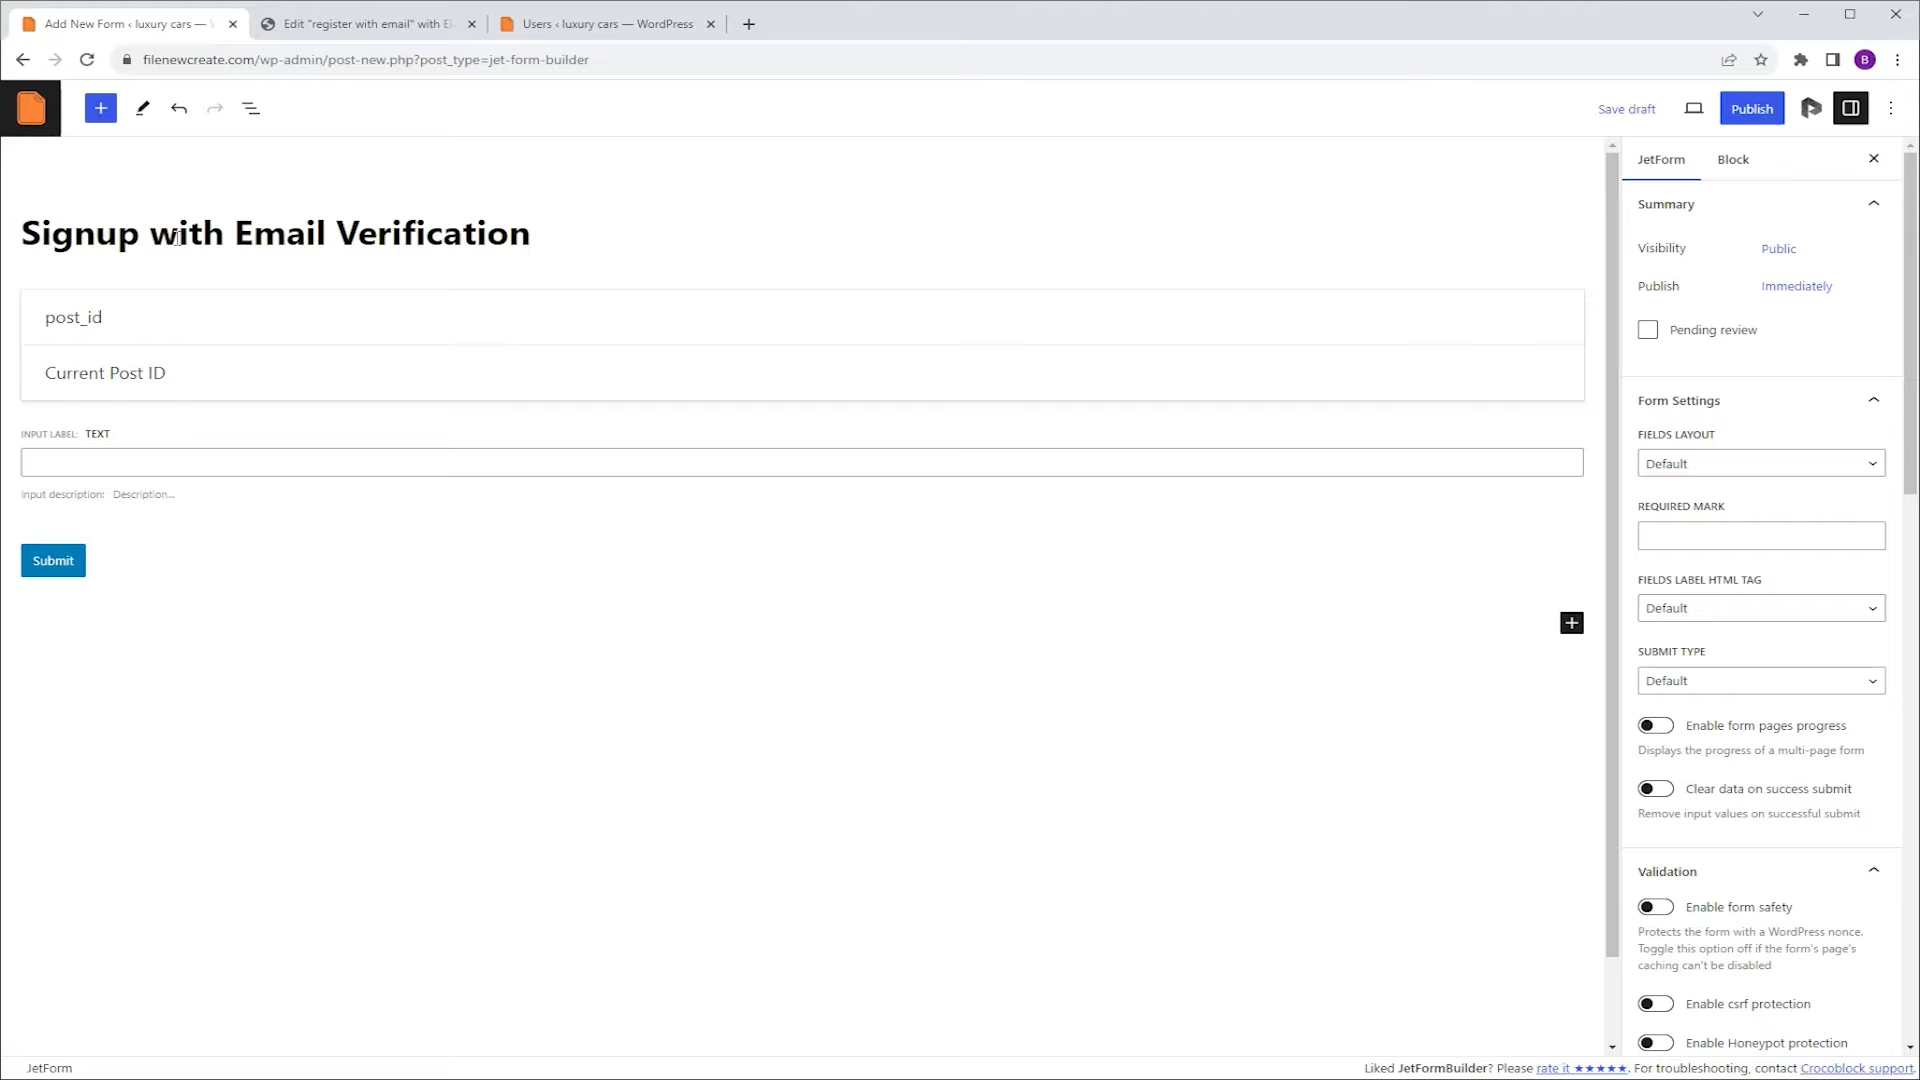 Add New Form ‹ luxury cars —
Edit "register with email" with El
Users ‹ luxury cars — WordPress
filenewcreate.com/wp-admin/post-new.php?post_type=jet-form-builder
B
Save draft
Publish
JetForm
Block
Signup with Email Verification
post_id
Current Post ID
INPUT LABEL: TEXT
Input description: Description...
Submit
Summary
Visibility
Public
Publish
Immediately
Pending review
Form Settings
FIELDS LAYOUT
Default
REQUIRED MARK
FIELDS LABEL HTML TAG
Default
SUBMIT TYPE
Default
Enable form pages progress
Displays the progress of a multi-page form
Clear data on success submit
Remove input values on successful submit
Validation
Enable form safety
Protects the form with a WordPress nonce.
Toggle this option off if the form's page's
caching can't be disabled
Enable csrf protection
Enable Honeypot protection
JetForm
Liked JetFormBuilder? Please rate it ★★★★★. For troubleshooting, contact Crocoblock support.